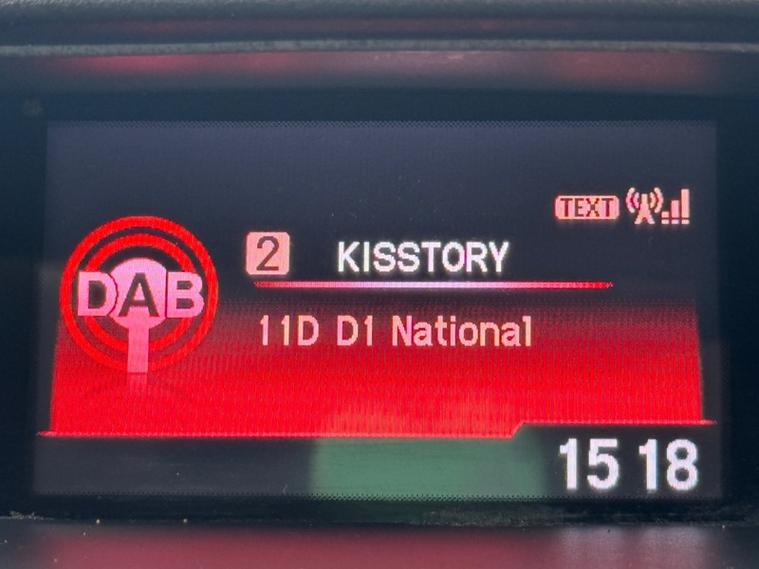 TEXT
DAB
2 KISSTORY
11D D1 National
15 18